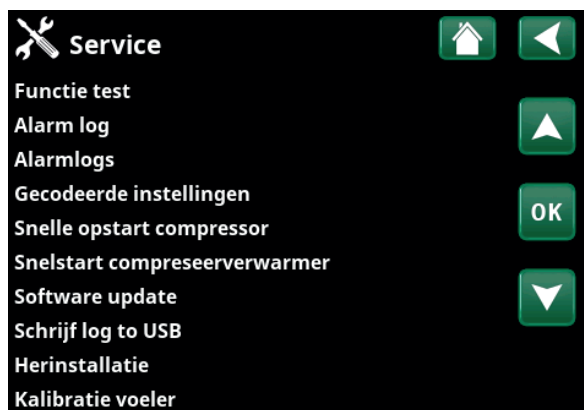 Service
Functie test
Alarm log
Alarmlogs
Gecodeerde instellingen
OK
Snelle opstart compressor
Snelstart compreseerverwarmer
Software update
Schrijf log to USB
Herinstallatie
Kalibratie voeler